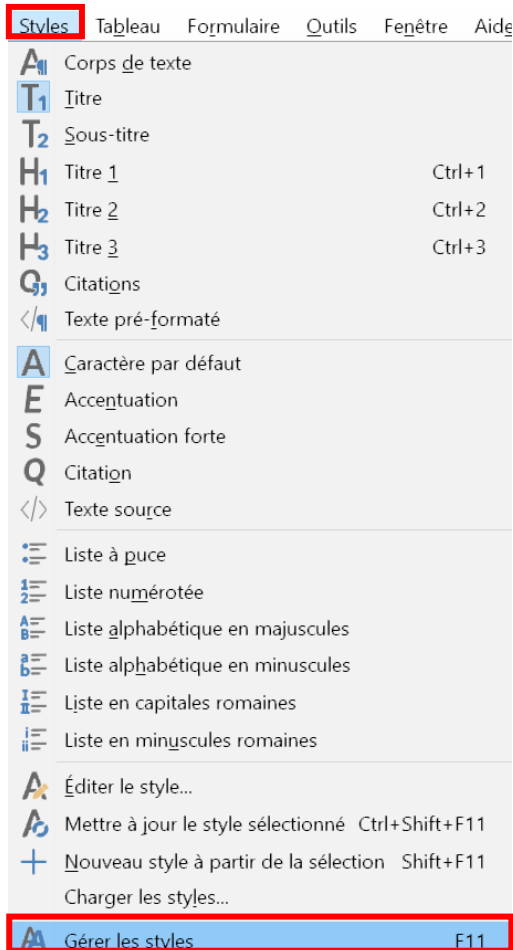 Styles Tableau Formulaire Outils Fenêtre Aide
Corps de texte
Titre
Sous-titre
Titre 1 Ctrl+1
Titre 2 Ctrl+2
Titre 3 Ctrl+3
Citations
Texte pré-formaté
Caractère par défaut
Accentuation
Accentuation forte
Citation
Texte source
Liste à puce
Liste numérotée
Liste alphabétique en majuscules
Liste alphabétique en minuscules
Liste en capitales romaines
Liste en minuscules romaines
Éditer le style...
Mettre à jour le style sélectionné Ctrl+Shift+F11
Nouveau style à partir de la sélection Shift+F11
Charger les styles...
Gérer les styles F11